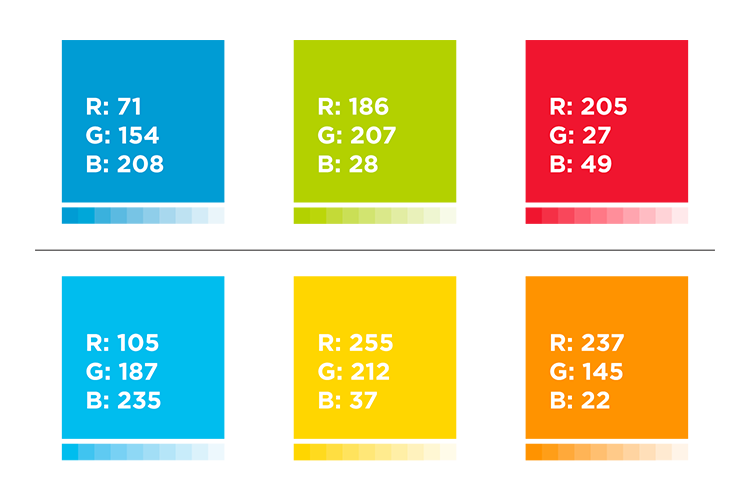 R: 71
G: 154
B: 208
R: 186
G: 207
B: 28
R: 205
G: 27
B: 49
R: 105
G: 187
B: 235
R: 255
G: 212
B: 37
R: 237
G: 145
B: 22